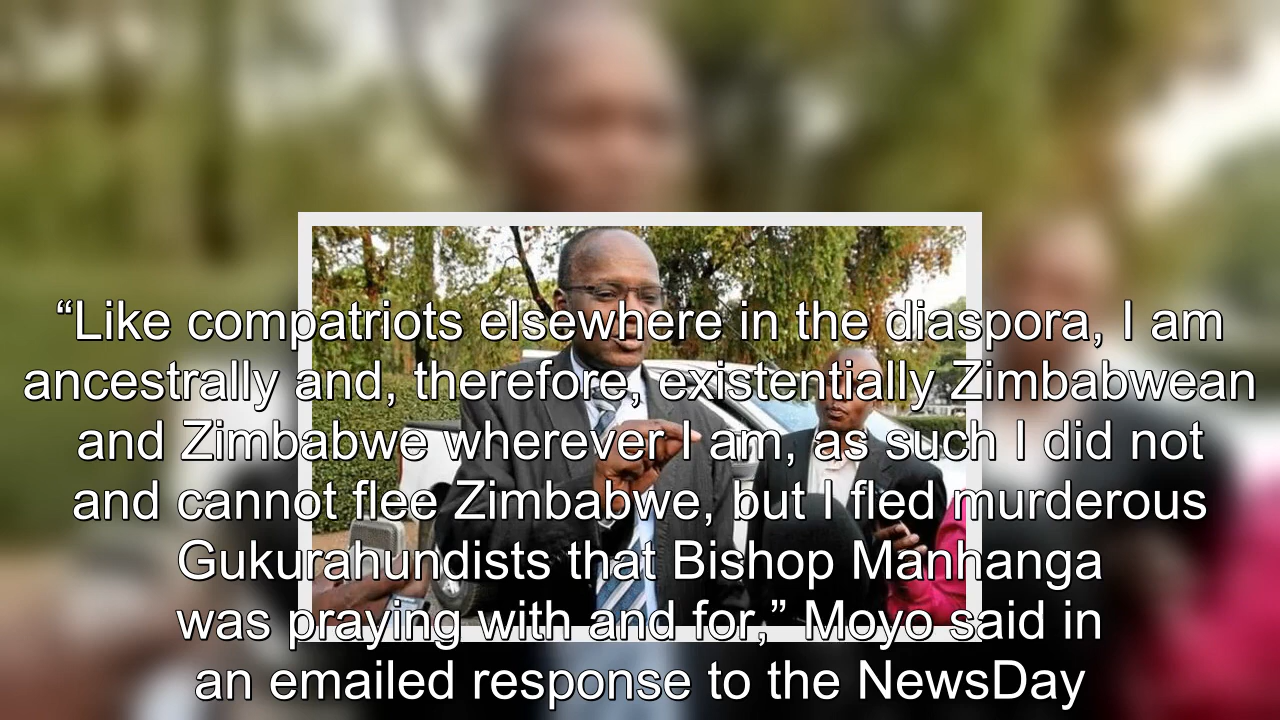 “Like compatriots elsewhere in the diaspora, I am
ancestrally and, therefore, existentially Zimbabwean
and Zimbabwe wherever I am, as such I did not
and cannot flee Zimbabwe, but I fled murderous
Gukurahundists that Bishop Manhanga
was praying with and for,” Moyo said in
an emailed response to the NewsDay